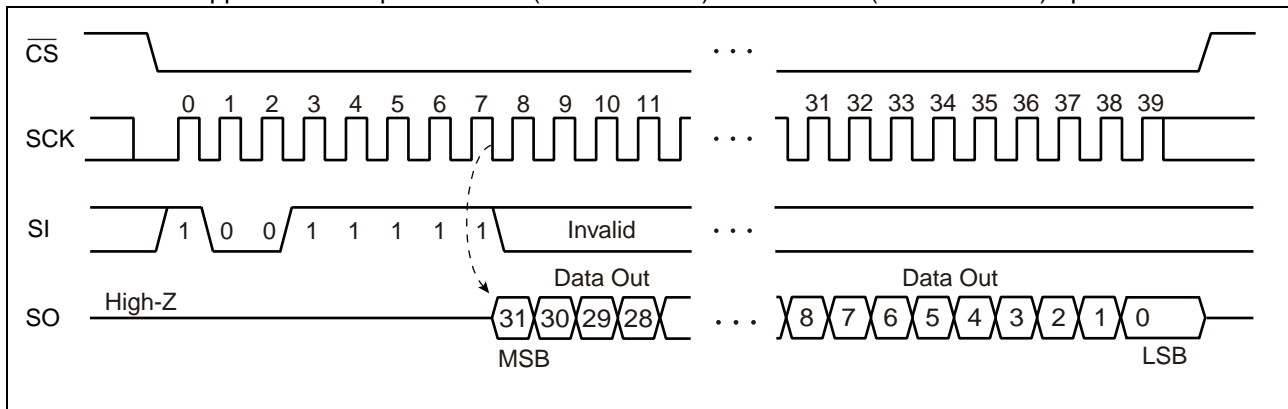 CS
0 1 2 3 4 5 6 7 8 9 10 11 31 32 33 34 35 36 37 38 39
SCK . . .
SI 1 0 0 1 1 1 1 1 Invalid . . .
Data Out Data Out
High-Z
SO 31 30 29 28 . . . 8 7 6 5 4 3 2 1 0
MSB LSB